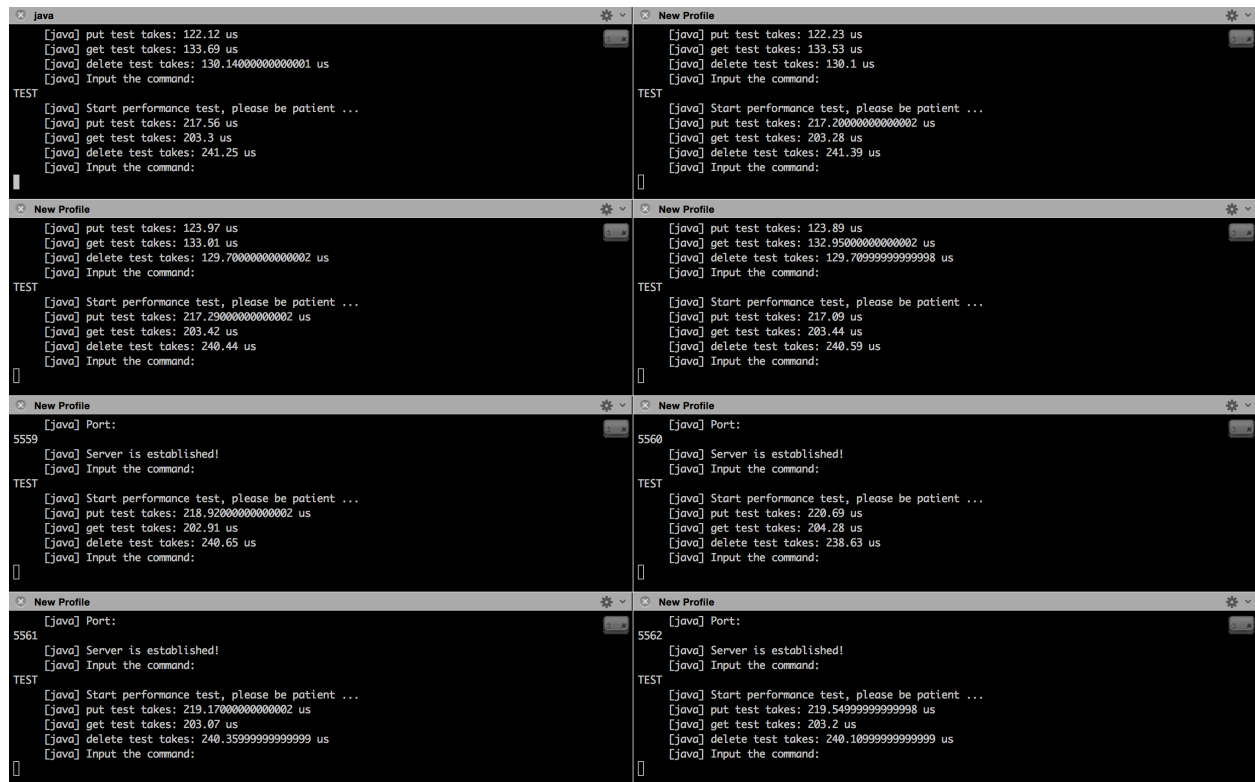 java
[java] put test takes: 122.12 us
[java] get test takes: 133.69 us
[java] delete test takes: 130.14000000000001 us
[java] Input the command:
TEST
[java] Start performance test, please be patient ...
[java] put test takes: 217.56 us
[java] get test takes: 203.3 us
[java] delete test takes: 241.25 us
[java] Input the command:
New Profile
[java] put test takes: 122.23 us
[java] get test takes: 133.53 us
[java] delete test takes: 130.1 us
[java] Input the command:
TEST
[java] Start performance test, please be patient ...
[java] put test takes: 217.20000000000002 us
[java] get test takes: 203.28 us
[java] delete test takes: 241.39 us
[java] Input the command:
New Profile
[java] put test takes: 123.97 us
[java] get test takes: 133.01 us
[java] delete test takes: 129.70000000000002 us
[java] Input the command:
TEST
[java] Start performance test, please be patient ...
[java] put test takes: 217.29000000000002 us
[java] get test takes: 203.42 us
[java] delete test takes: 240.44 us
[java] Input the command:
New Profile
[java] put test takes: 123.89 us
[java] get test takes: 132.95000000000002 us
[java] delete test takes: 129.70999999999998 us
[java] Input the command:
TEST
[java] Start performance test, please be patient ...
[java] put test takes: 217.09 us
[java] get test takes: 203.44 us
[java] delete test takes: 240.59 us
[java] Input the command:
New Profile
[java] Port:
5559
[java] Server is established!
[java] Input the command:
TEST
[java] Start performance test, please be patient ...
[java] put test takes: 218.92000000000002 us
[java] get test takes: 202.91 us
[java] delete test takes: 240.65 us
[java] Input the command:
New Profile
[java] Port:
5560
[java] Server is established!
[java] Input the command:
TEST
[java] Start performance test, please be patient ...
[java] put test takes: 220.69 us
[java] get test takes: 204.28 us
[java] delete test takes: 238.63 us
[java] Input the command:
New Profile
[java] Port:
5561
[java] Server is established!
[java] Input the command:
TEST
[java] Start performance test, please be patient ...
[java] put test takes: 219.17000000000002 us
[java] get test takes: 203.07 us
[java] delete test takes: 240.35999999999999 us
[java] Input the command:
New Profile
[java] Port:
5562
[java] Server is established!
[java] Input the command:
TEST
[java] Start performance test, please be patient ...
[java] put test takes: 219.54999999999998 us
[java] get test takes: 203.2 us
[java] delete test takes: 240.10999999999999 us
[java] Input the command: